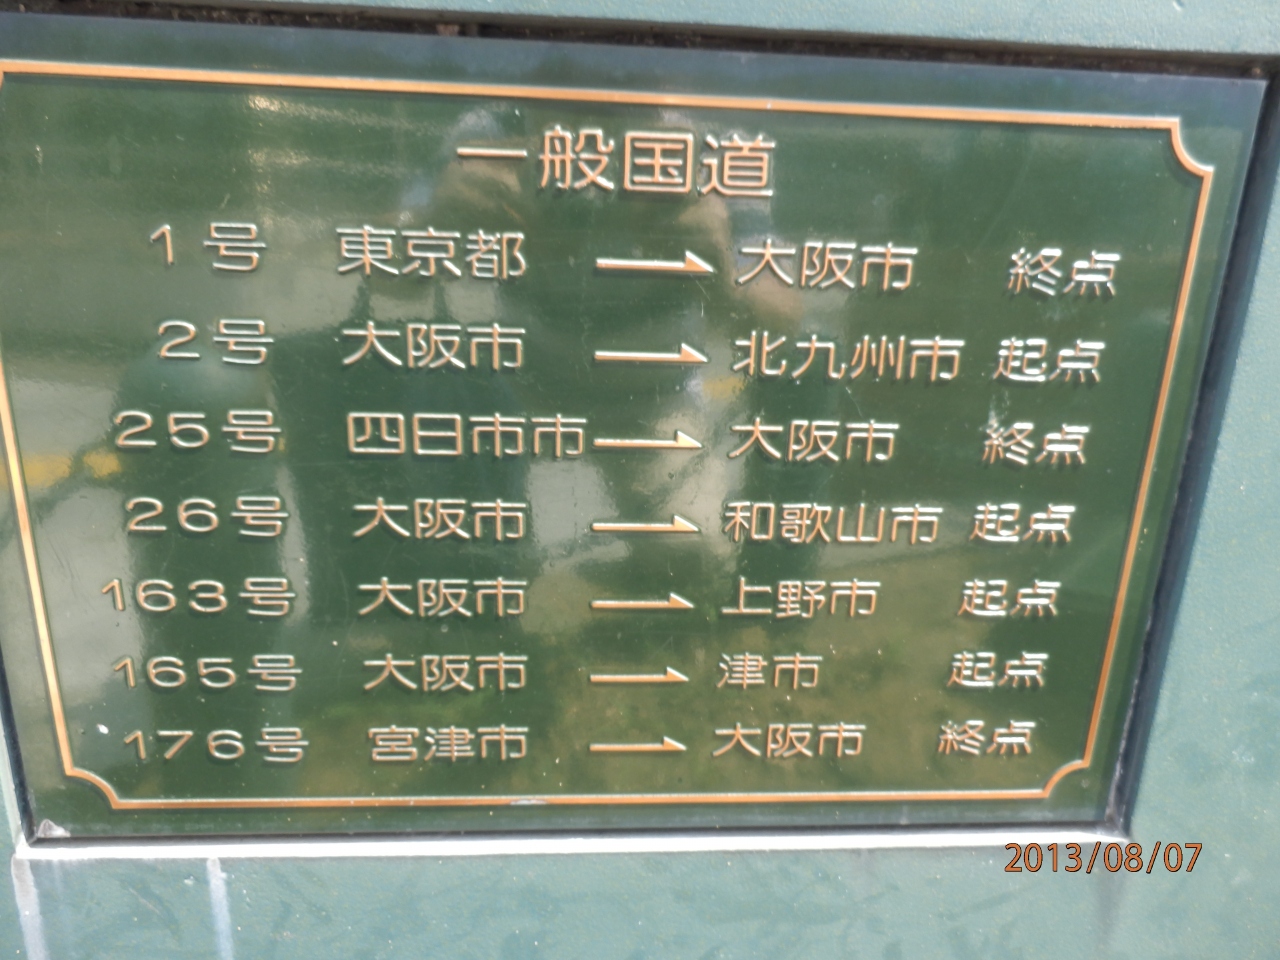 一般国道
1号 東京都 → 大阪市 終点
2号 大阪市 → 北九州市 起点
25号 四日市市 → 大阪市 終点
26号 大阪市 → 和歌山市 起点
163号 大阪市 → 上野市 起点
165号 大阪市 → 津市 起点
176号 宮津市 → 大阪市 終点
2013/08/07